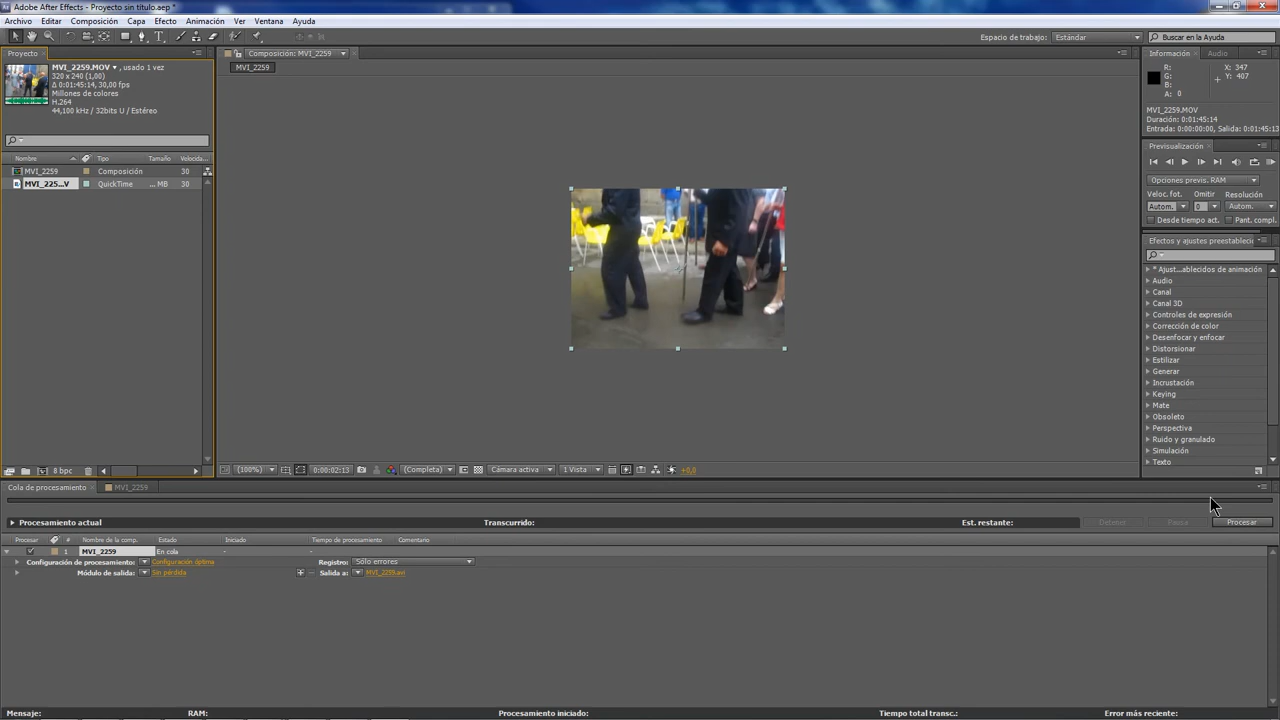 Adobe After Effects - Proyecto sin título.aep *
Archivo Editar Composición Capa Efecto Animación Ver Ventana Ayuda
Espacio de trabajo: Estándar Buscar en la Ayuda
Proyecto
MVI_2259.MOV , usado 1 vez
320 x 240 (1,00)
Δ 0:01:45:14, 30,00 fps
Millones de colores
H.264
44,100 kHz / 32bits U / Estéreo
Nombre Tipo Tamaño Velocida...
MVI_2259 Composición 30
MVI_225...V QuickTime ... MB 30
8 bpc
Composición: MVI_2259
MVI_2259
(100%) 0:00:02:13 (Completa) Cámara activa 1 Vista +0,0
Información Audio
R: X: 347
G: Y: 407
B:
A: 0
MVI_2259.MOV
Duración: 0:01:45:14
Entrada: 0:00:00:00, Salida: 0:01:45:13
Previsualización
Opciones previs. RAM
Veloc. fot. Omitir Resolución
Autom. 0 Autom.
Desde tiempo act. Pant. compl.
Efectos y ajustes preestableci
* Ajust...ablecidos de animación
Audio
Canal
Canal 3D
Controles de expresión
Corrección de color
Desenfocar y enfocar
Distorsionar
Estilizar
Generar
Incrustación
Keying
Mate
Obsoleto
Perspectiva
Ruido y granulado
Simulación
Texto
Cola de procesamiento MVI_2259
Procesamiento actual Transcurrido: Est. restante: Detener Pausa Procesar
Procesar # Nombre de la comp. Estado Iniciado Tiempo de procesamiento Comentario
1 MVI_2259 En cola - -
Configuración de procesamiento: Configuración óptima Registro: Sólo errores
Módulo de salida: Sin pérdida Salida a: MVI_2259.avi
Mensaje: RAM: Procesamiento iniciado: Tiempo total transc.: Error más reciente: